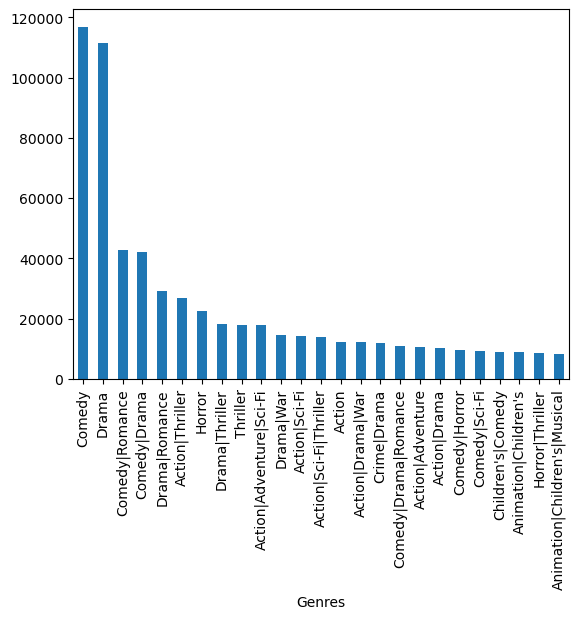 120000
100000
80000
60000
40000
20000
0
Comedy
Drama
Comedy|Romance
Comedy|Drama
Drama|Romance
Action|Thriller
Horror
Drama|Thriller
Thriller
Action|Adventure|Sci-Fi
Drama|War
Action|Sci-Fi
Action|Sci-Fi|Thriller
Action
Action|Drama|War
Crime|Drama
Comedy|Drama|Romance
Action|Adventure
Action|Drama
Comedy|Horror
Comedy|Sci-Fi
Children's|Comedy
Animation|Children's
Horror|Thriller
Animation|Children's|Musical
Genres